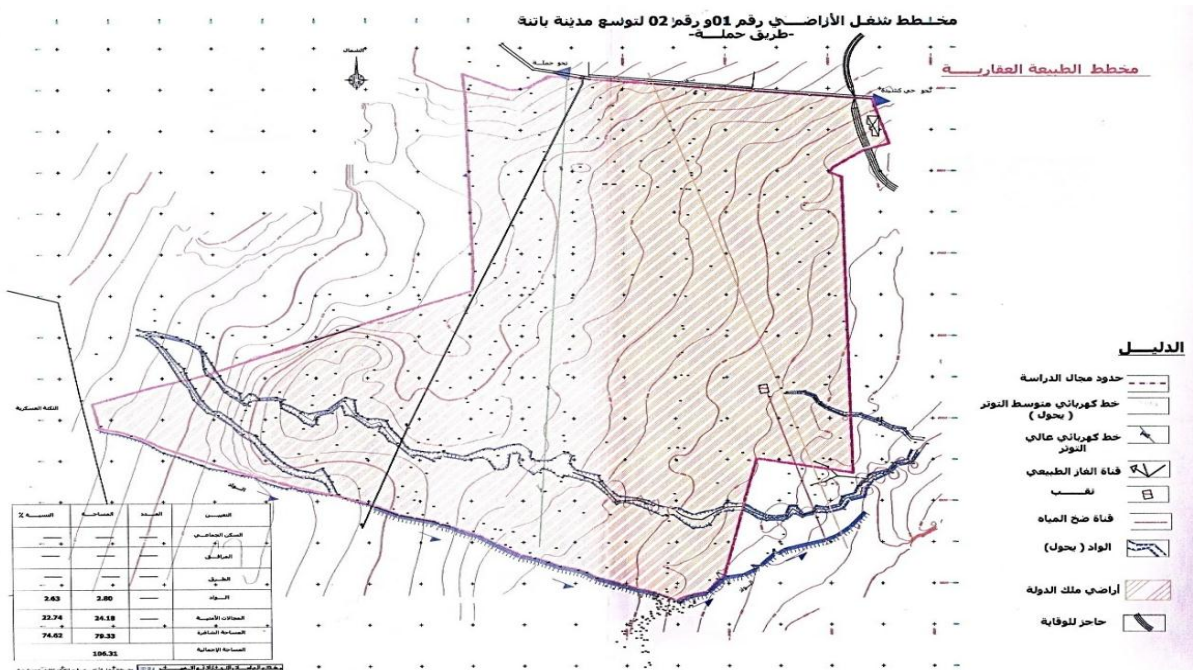 مخطط شغل الأراضي رقم 01و رقم 02 لتوسع مدينة باتنة
-طريق حملة-
مخطط الطبيعة العقارية
الشمال
نحو حملة
نحو حي كشيدة
الثكنة العسكرية
الواد
الدليل
حدود مجال الدراسة
خط كهربائي متوسط التوتر
( يحول )
خط كهربائي عالي
التوتر
قناة الغاز الطبيعي
نقب
قناة ضخ المياه
الواد ( يحول)
أراضي ملك الدولة
حاجز للوقاية
التعيين العدد المساحة النسبة %
السكن الجماعي — — —
المرافق — — —
الطرق — — —
الواد — 2.80 2.63
المجالات الأمنية — 24.18 22.74
المساحة الشاغرة 79.33 74.62
المساحة الإجمالية 106.31